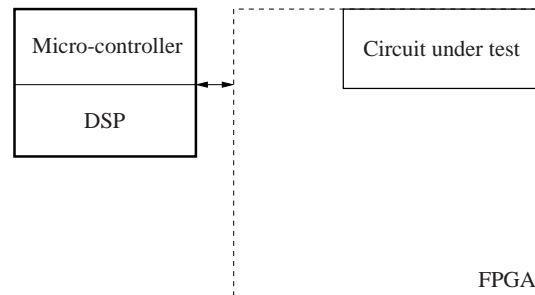 Micro-controller
Circuit under test
DSP
FPGA